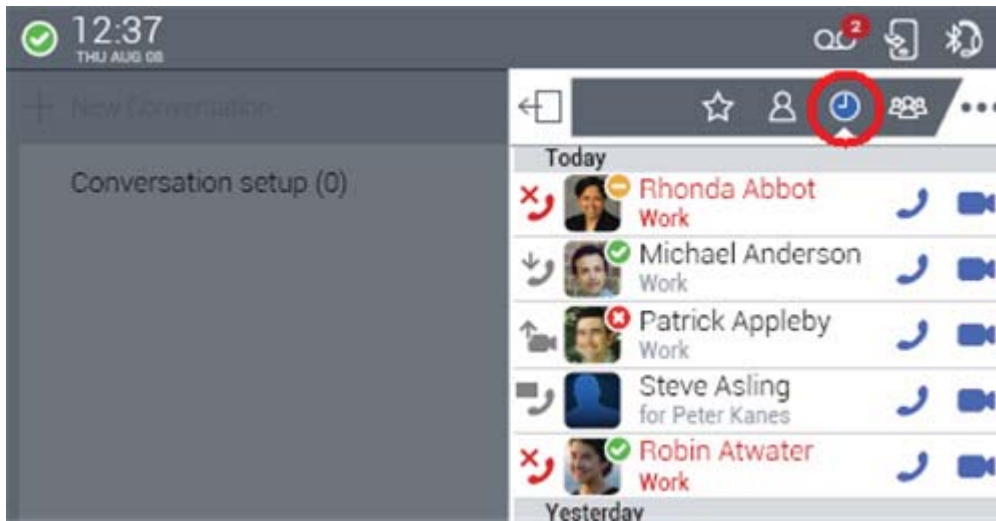 12:37
THU AUG 08
2
New Conversation
Conversation setup (0)
Today
Rhonda Abbot
Work
Michael Anderson
Work
Patrick Appleby
Work
Steve Asling
for Peter Kanes
Robin Atwater
Work
Yesterday